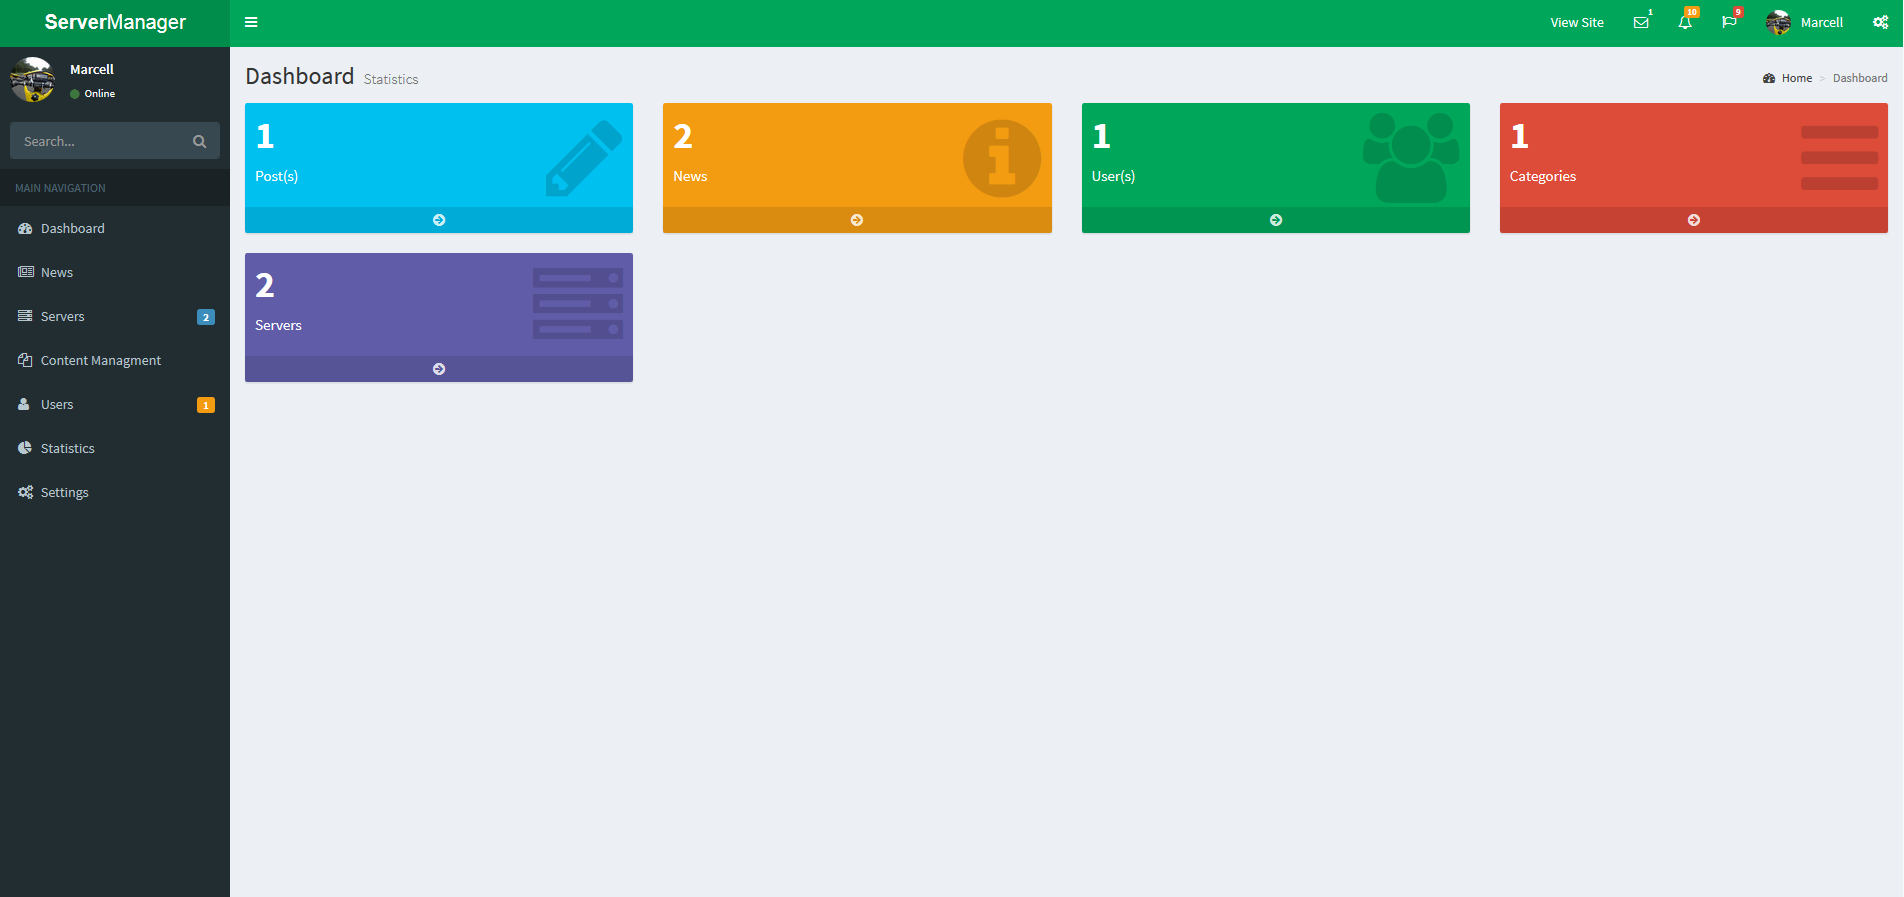 ServerManager
View Site
1
10
9
Marcell
Marcell
Online
Search...
MAIN NAVIGATION
Dashboard
News
Servers 2
Content Managment
Users 1
Statistics
Settings
Dashboard Statistics
Home > Dashboard
1
Post(s)
2
News
1
User(s)
1
Categories
2
Servers